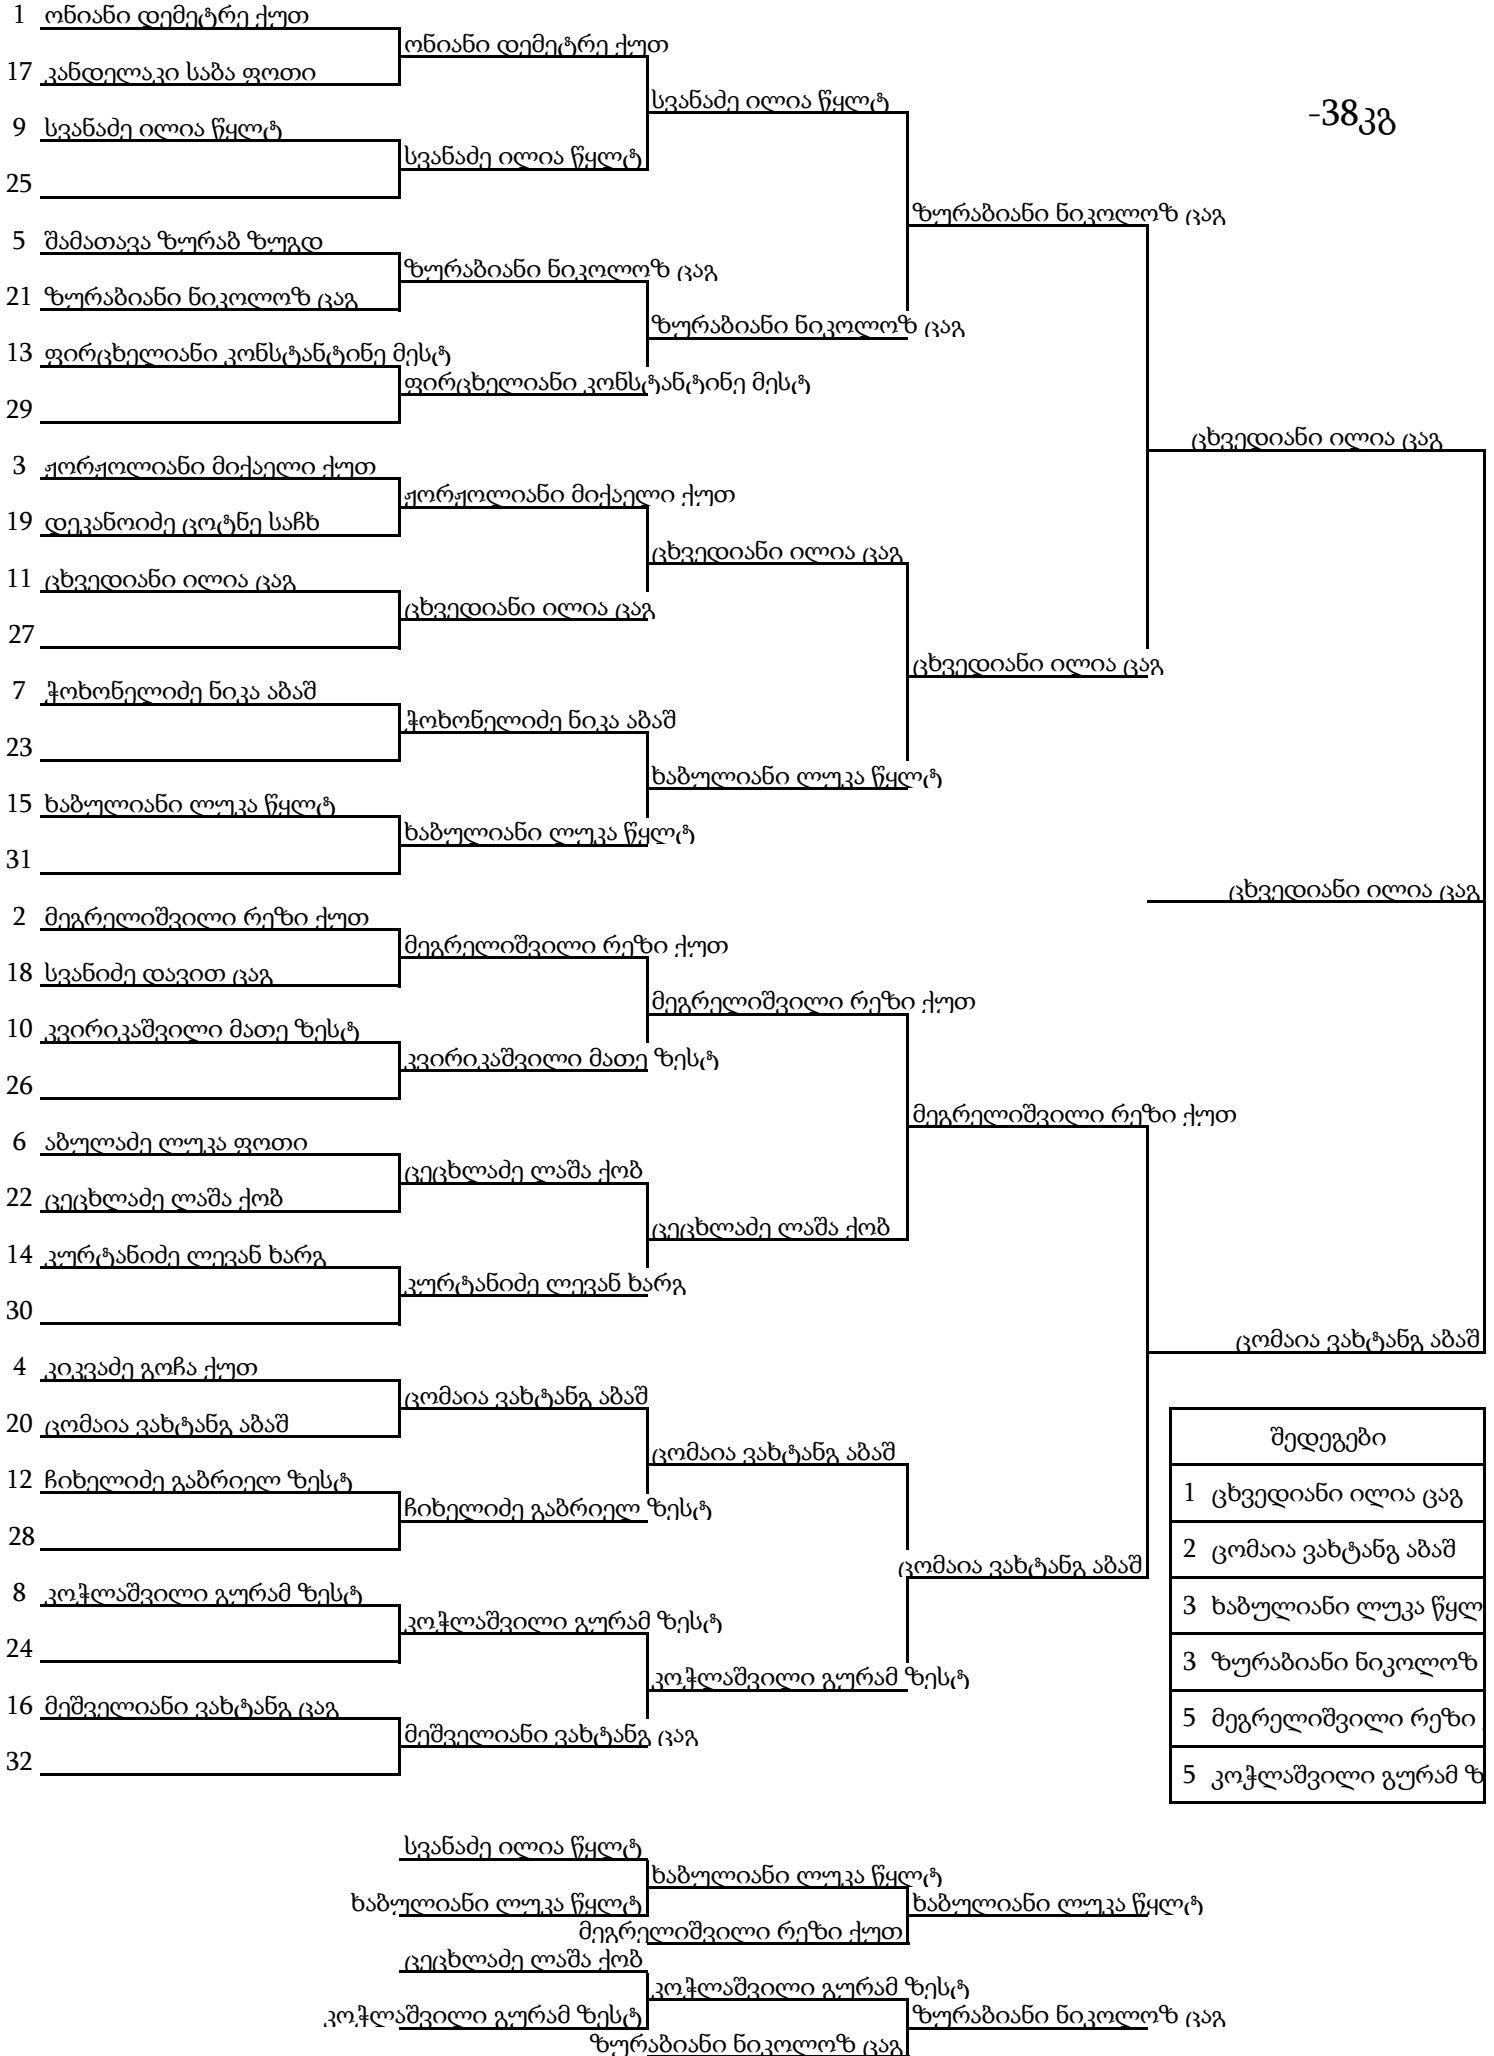 1 ონიანი დემეტრე ქუთ
ონიანი დემეტრე ქუთ
17 კანდელაკი საბა ფოთი
სვანაძე ილია წყლტ
-38კგ
9 სვანაძე ილია წყლტ
სვანაძე ილია წყლტ
25
ზურაბიანი ნიკოლოზ ცაგ
5 შამათავა ზურაბ ზუგდ
ზურაბიანი ნიკოლოზ ცაგ
21 ზურაბიანი ნიკოლოზ ცაგ
ზურაბიანი ნიკოლოზ ცაგ
13 ფირცხელიანი კონსტანტინე მესტ
ფირცხელიანი კონსტანტინე მესტ
29
ცხვედიანი ილია ცაგ
3 ჟორჟოლიანი მიქაელი ქუთ
ჟორჟოლიანი მიქაელი ქუთ
19 დეკანოიძე ცოტნე საჩხ
ცხვედიანი ილია ცაგ
11 ცხვედიანი ილია ცაგ
ცხვედიანი ილია ცაგ
27
ცხვედიანი ილია ცაგ
7 ჭოხონელიძე ნიკა აბაშ
ჭოხონელიძე ნიკა აბაშ
23
ხაბულიანი ლუკა წყლტ
15 ხაბულიანი ლუკა წყლტ
ხაბულიანი ლუკა წყლტ
31
ცხვედიანი ილია ცაგ
2 მეგრელიშვილი რეზი ქუთ
მეგრელიშვილი რეზი ქუთ
18 სვანიძე დავით ცაგ
მეგრელიშვილი რეზი ქუთ
10 კვირიკაშვილი მათე ზესტ
კვირიკაშვილი მათე ზესტ
26
მეგრელიშვილი რეზი ქუთ
6 აბულაძე ლუკა ფოთი
ცეცხლაძე ლაშა ქობ
22 ცეცხლაძე ლაშა ქობ
ცეცხლაძე ლაშა ქობ
14 კურტანიძე ლევან ხარგ
კურტანიძე ლევან ხარგ
30
ცომაია ვახტანგ აბაშ
4 კიკვაძე გოჩა ქუთ
ცომაია ვახტანგ აბაშ
20 ცომაია ვახტანგ აბაშ
ცომაია ვახტანგ აბაშ
12 ჩიხელიძე გაბრიელ ზესტ
ჩიხელიძე გაბრიელ ზესტ
28
ცომაია ვახტანგ აბაშ
8 კოჭლაშვილი გურამ ზესტ
კოჭლაშვილი გურამ ზესტ
24
კოჭლაშვილი გურამ ზესტ
16 მეშველიანი ვახტანგ ცაგ
მეშველიანი ვახტანგ ცაგ
32
შედეგები
1 ცხვედიანი ილია ცაგ
2 ცომაია ვახტანგ აბაშ
3 ხაბულიანი ლუკა წყლ
3 ზურაბიანი ნიკოლოზ
5 მეგრელიშვილი რეზი
5 კოჭლაშვილი გურამ ზ
სვანაძე ილია წყლტ
ხაბულიანი ლუკა წყლტ
ხაბულიანი ლუკა წყლტ
ხაბულიანი ლუკა წყლტ
მეგრელიშვილი რეზი ქუთ
ცეცხლაძე ლაშა ქობ
კოჭლაშვილი გურამ ზესტ
კოჭლაშვილი გურამ ზესტ
ზურაბიანი ნიკოლოზ ცაგ
ზურაბიანი ნიკოლოზ ცაგ